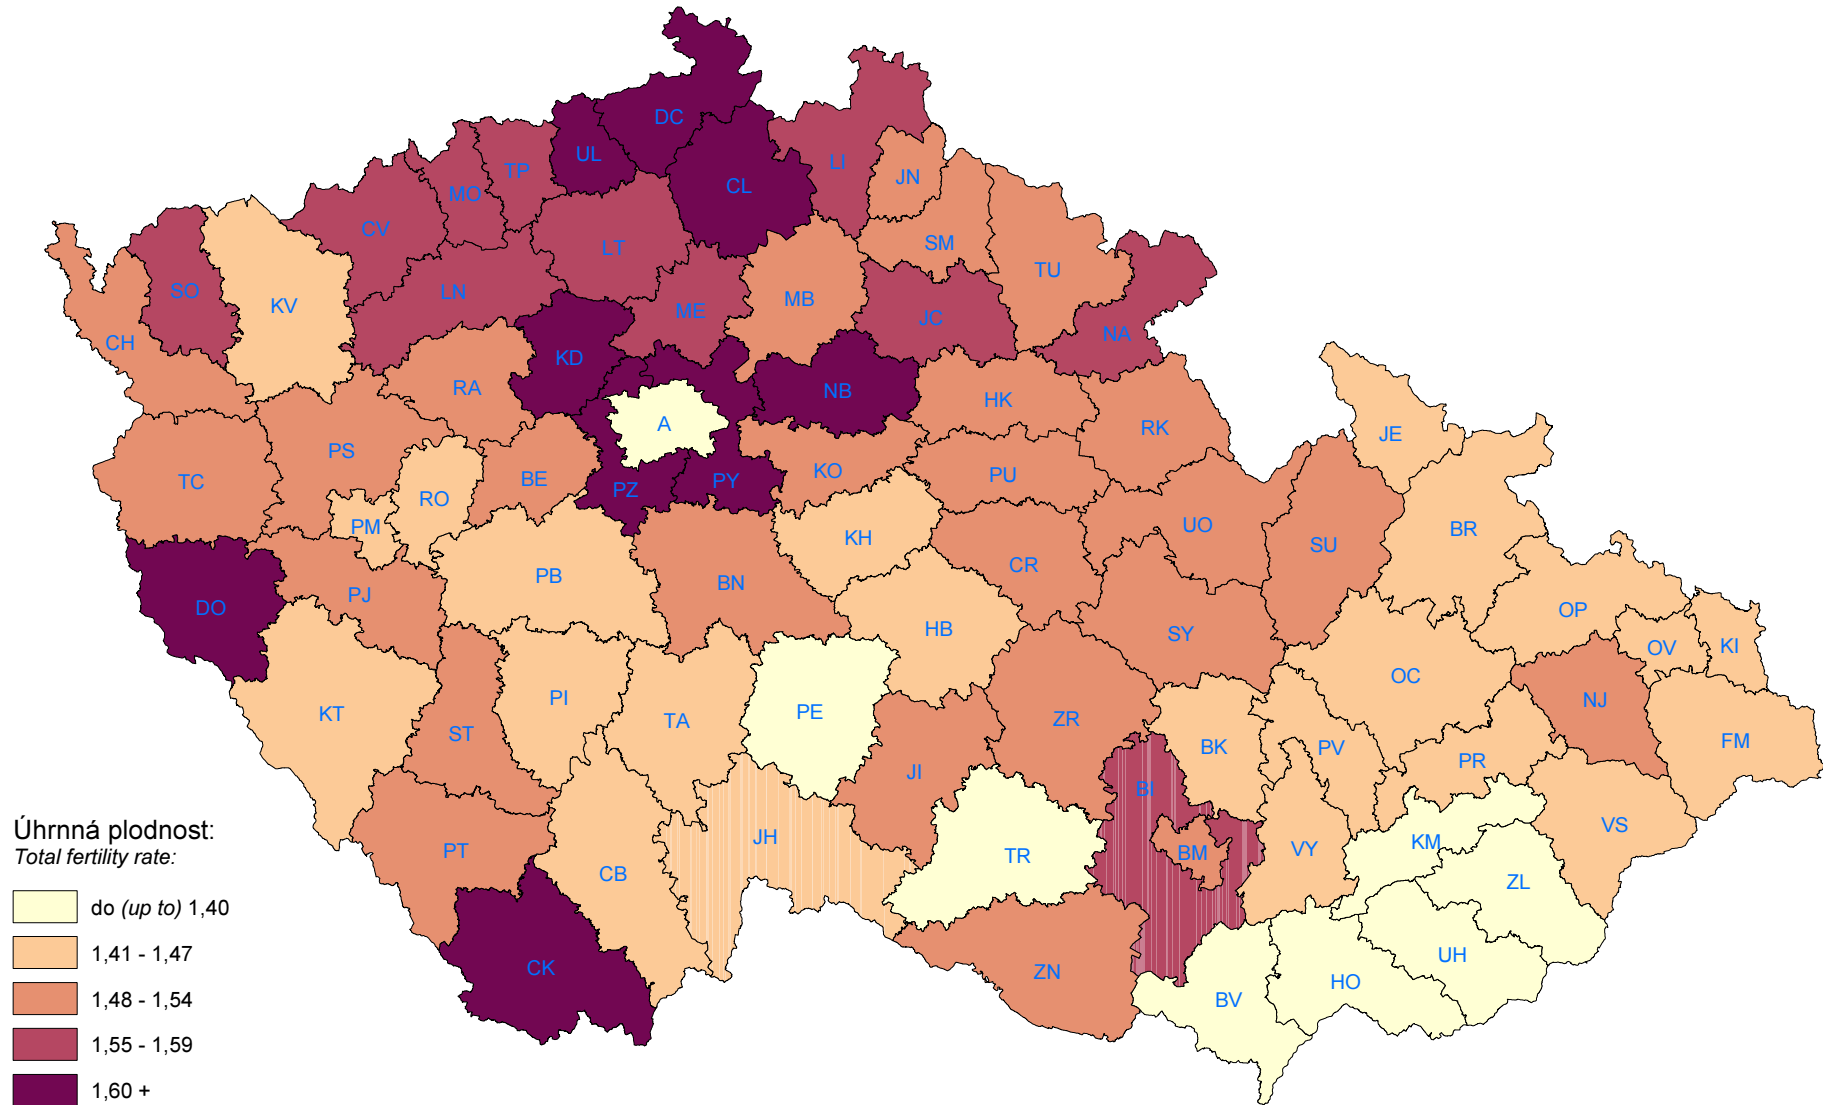 DC
UL
LI
TP
JN
CL
MO
CV
SM
LT
TU
SO
LN
MB
KV
ME
JC
NA
CH
KD
RA
NB
HK
A
RK
JE
PS
KO
PU
TC
BE
PY
PZ
RO
PM
UO
BR
KH
SU
CR
PB
BN
PJ
DO
OP
HB
SY
OV
KI
OC
PI
NJ
PE
KT
TA
ZR
ST
BK
PV
FM
PR
JI
BI
VS
JH
KM
VY
PT
BM
TR
CB
ZL
UH
CK
ZN
HO
BV
Úhrnná plodnost:
Total fertility rate:
do (up to) 1,40
1,41 - 1,47
1,48 - 1,54
1,55 - 1,59
1,60 +